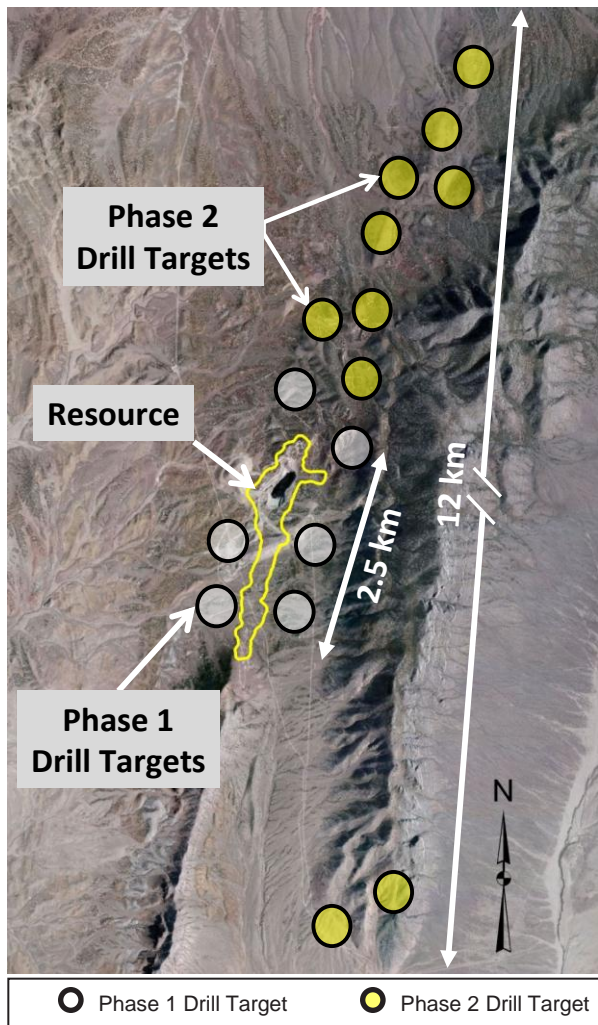 Phase 2
Drill Targets
Resource
12 km
2.5 km
Phase 1
Drill Targets
N
Phase 1 Drill Target
Phase 2 Drill Target